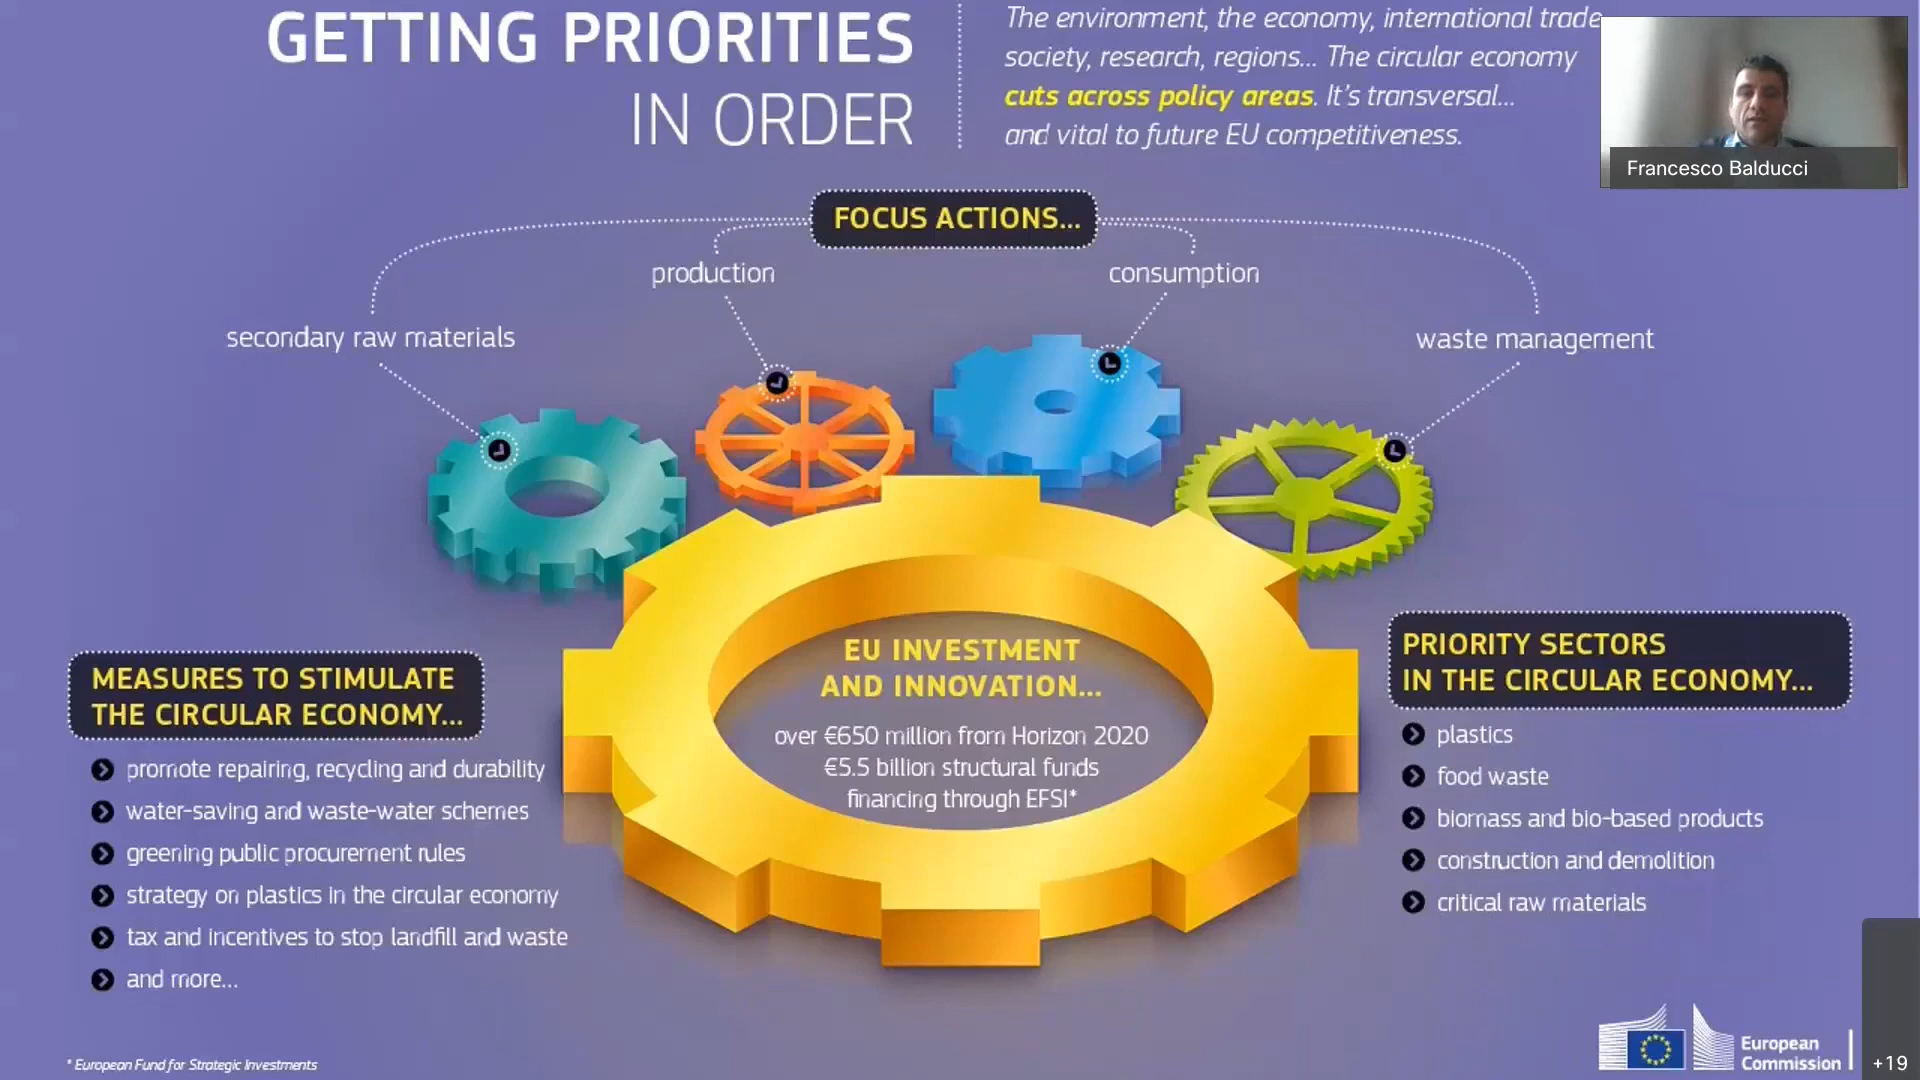 GETTING PRIORITIES
IN ORDER
The environment, the economy, international trade
society, research, regions... The circular economy
cuts across policy areas. It's transversal...
and vital to future EU competitiveness.
Francesco Balducci
FOCUS ACTIONS...
production
consumption
secondary raw materials
waste management
EU INVESTMENT
AND INNOVATION...
over €650 million from Horizon 2020
€5.5 billion structural funds
financing through EFSI*
MEASURES TO STIMULATE
THE CIRCULAR ECONOMY...
promote repairing, recycling and durability
water-saving and waste-water schemes
greening public procurement rules
strategy on plastics in the circular economy
tax and incentives to stop landfill and waste
and more...
PRIORITY SECTORS
IN THE CIRCULAR ECONOMY...
plastics
food waste
biomass and bio-based products
construction and demolition
critical raw materials
* European Fund for Strategic Investments
European
Commission
+19